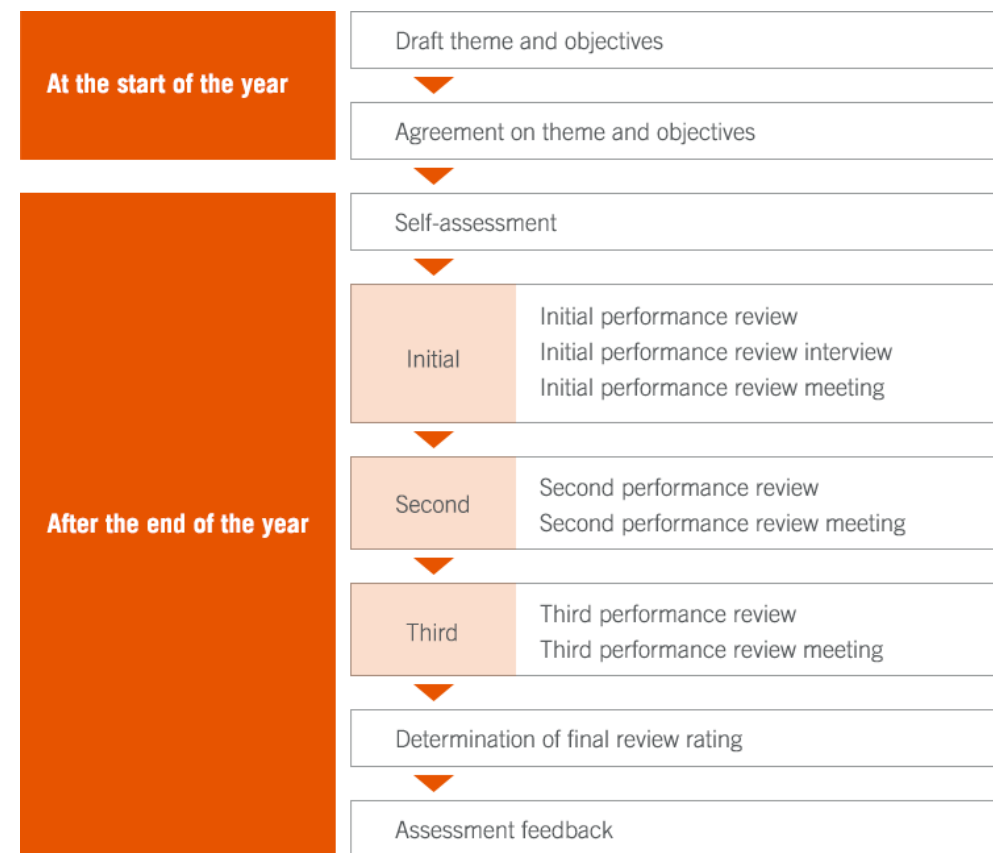 At the start of the year
Draft theme and objectives
Agreement on theme and objectives
After the end of the year
Self-assessment
Initial
Initial performance review
Initial performance review interview
Initial performance review meeting
Second
Second performance review
Second performance review meeting
Third
Third performance review
Third performance review meeting
Determination of final review rating
Assessment feedback